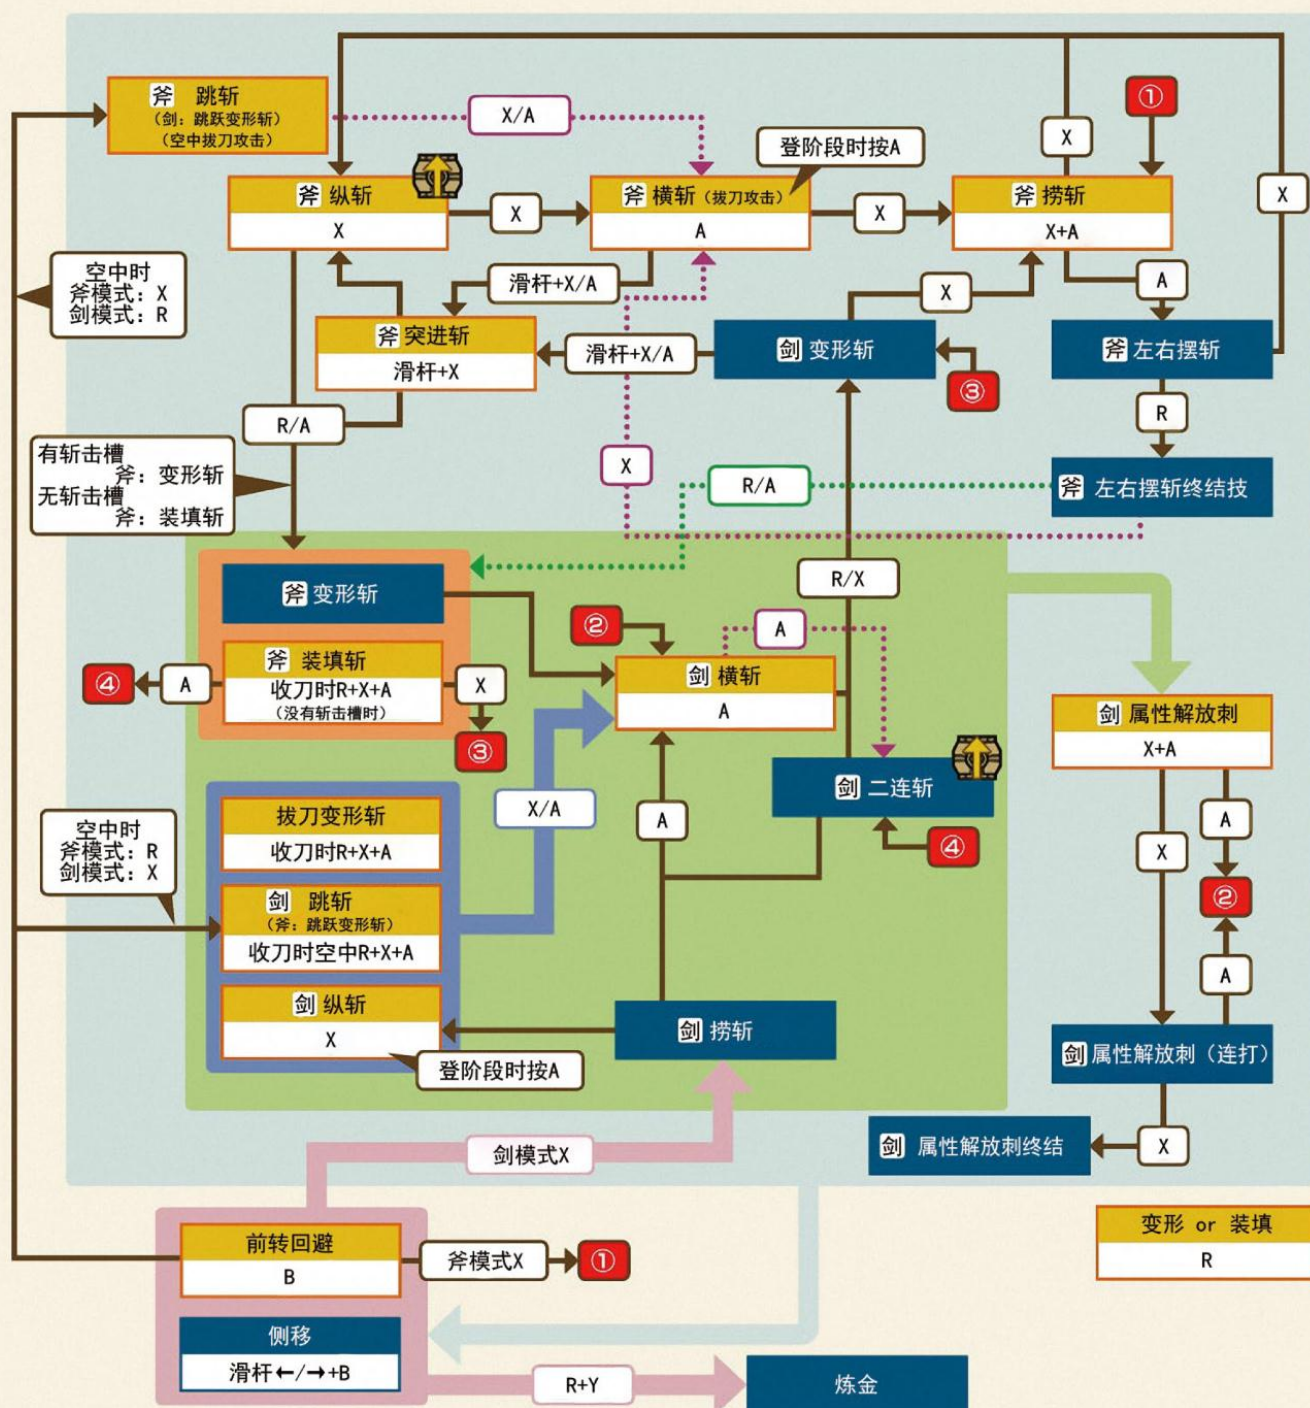 斧 跳斩
(剑：跳跃变形斩)
(空中拔刀攻击)
X/A
①
登阶段时按A
X
X
斧 纵斩
X
X
斧 横斩（拔刀攻击）
A
X
斧 捞斩
X+A
空中时
斧模式：X
剑模式：R
滑杆+X/A
X
A
斧 突进斩
滑杆+X
滑杆+X/A
剑 变形斩
③
斧 左右摆斩
R/A
R
有斩击槽
斧：变形斩
无斩击槽
斧：装填斩
X
R/A
斧 左右摆斩终结技
斧 变形斩
R/X
②
A
④
A
斧 装填斩
收刀时R+X+A
(没有斩击槽时)
X
③
剑 横斩
A
剑 属性解放刺
X+A
剑 二连斩
拔刀变形斩
收刀时R+X+A
X/A
A
④
A
X
②
空中时
斧模式：R
剑模式：X
剑 跳斩
(斧：跳跃变形斩)
收刀时空中R+X+A
A
剑 纵斩
X
登阶段时按A
剑 捞斩
剑 属性解放刺（连打）
剑模式X
剑 属性解放刺终结
X
前转回避
B
斧模式X
①
变形 or 装填
R
侧移
滑杆←/→+B
R+Y
炼金